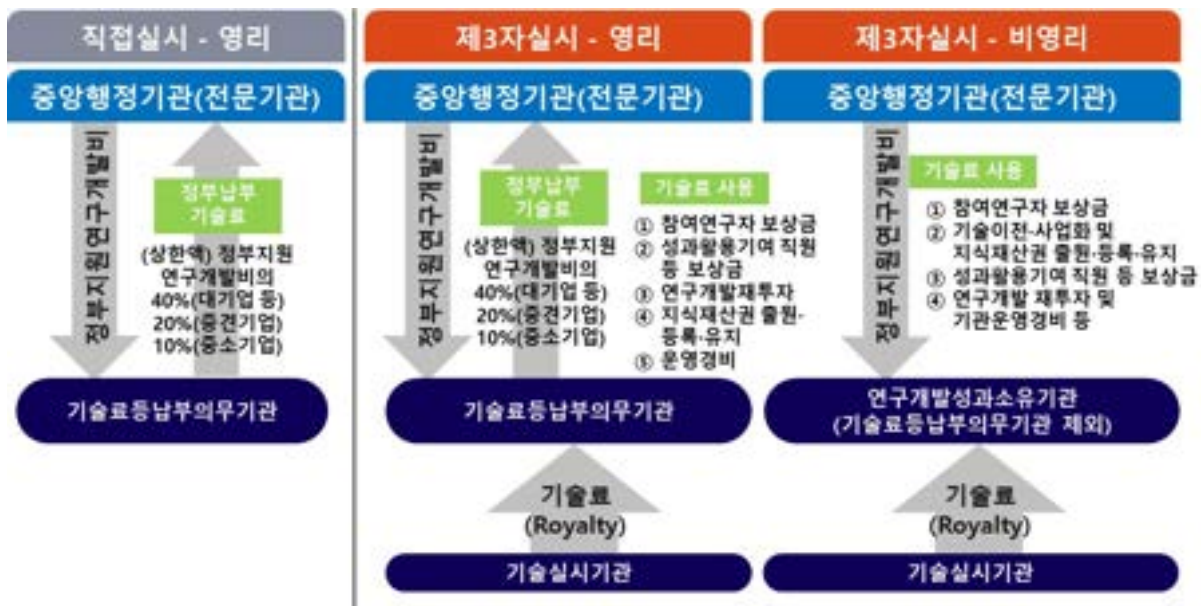 직접실시 - 영리
중앙행정기관(전문기관)
정부지원연구개발비
정부납부
기술료
(상한액) 정부지원
연구개발비의
40%(대기업 등)
20%(중견기업)
10%(중소기업)
기술료등납부의무기관
제3자실시 - 영리
중앙행정기관(전문기관)
정부지원연구개발비
정부납부
기술료
(상한액) 정부지원
연구개발비의
40%(대기업 등)
20%(중견기업)
10%(중소기업)
기술료 사용
① 참여연구자 보상금
② 성과활용기여 직원
등 보상금
③ 연구개발재투자
④ 지식재산권 출원·
등록·유지
⑤ 운영경비
기술료등납부의무기관
기술료
(Royalty)
기술실시기관
제3자실시 - 비영리
중앙행정기관(전문기관)
정부지원연구개발비
기술료 사용
① 참여연구자 보상금
② 기술이전·사업화 및
지식재산권 출원·등록·유지
③ 성과활용기여 직원 등 보상금
④ 연구개발 재투자 및
기관운영경비 등
연구개발성과소유기관
(기술료등납부의무기관 제외)
기술료
(Royalty)
기술실시기관